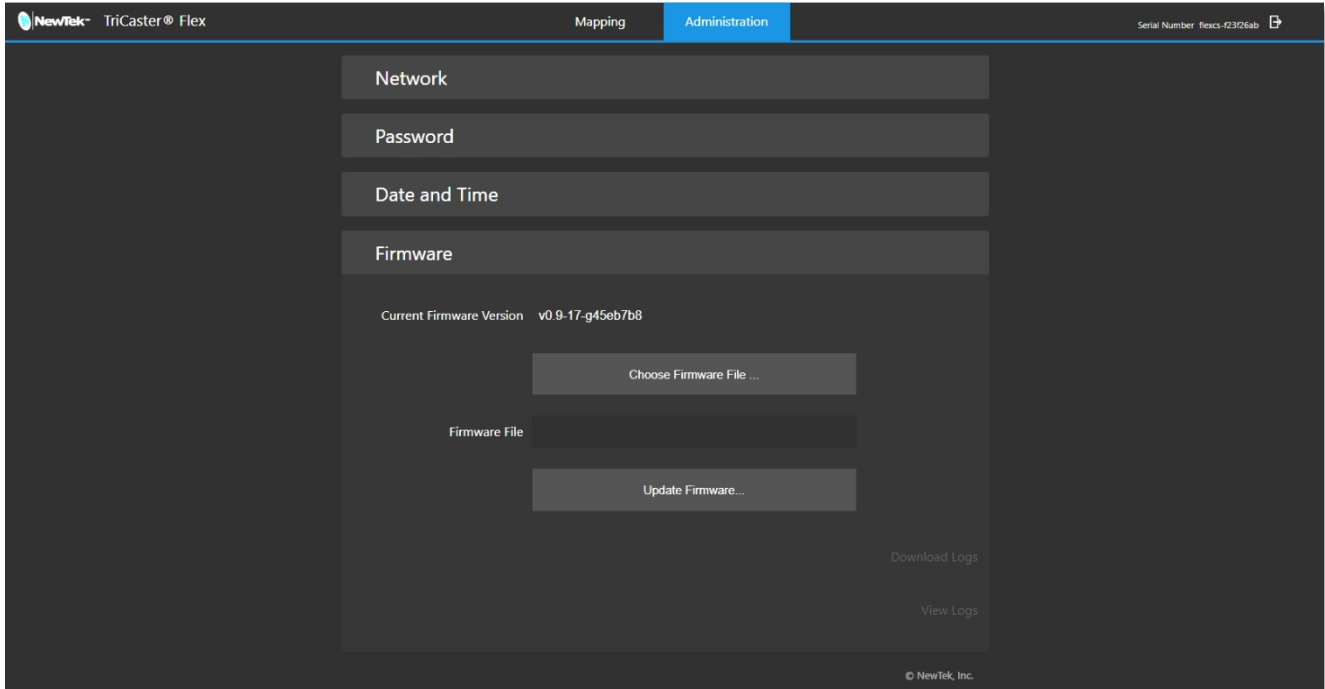 NewTek™ TriCaster® Flex Mapping Administration Serial Number flexcs-f23f26ab
Network
Password
Date and Time
Firmware
Current Firmware Version v0.9-17-g45eb7b8
Choose Firmware File ...
Firmware File
Update Firmware...
Download Logs
View Logs
© NewTek, Inc.